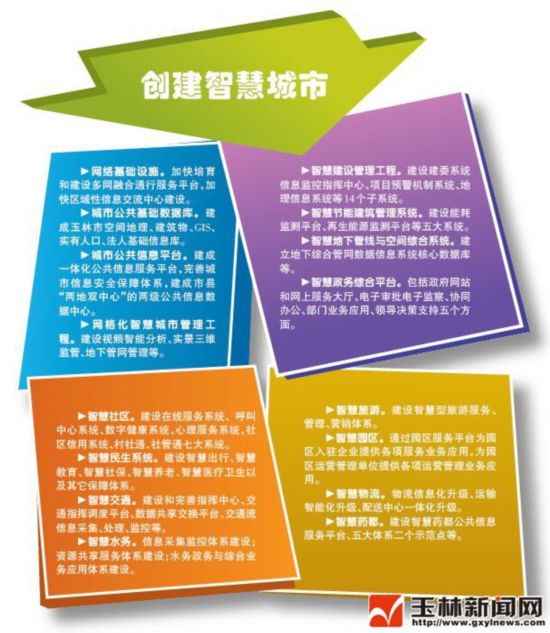 创建智慧城市
▶网络基础设施。加快培育
和建设多网融合通行服务平台,加
快区域性信息交流中心建设。
▶城市公共基础数据库。建
成玉林市空间地理、建筑物、GIS、
实有人口、法人基础信息库。
▶城市公共信息平台。建成
一体化公共信息服务平台,完善城
市信息安全保障体系,建成市县
“两地双中心”的两级公共信息数
据中心。
▶网格化智慧城市管理工
程。建设视频智能分析、实景三维
监管、地下管网管理等。
▶智慧建设管理工程。建设建委系统
信息监控指挥中心、项目预警机制系统、地
理信息系统等14个子系统。
▶智慧节能建筑管理系统。建设能耗
监测平台、再生能源监测平台等五大系统。
▶智慧地下管线与空间综合系统。建
立地下综合管网数据信息系统核心数据库
等。
▶智慧政务综合平台。包括政府网站
和网上服务大厅、电子审批电子监察、协同
办公、部门业务应用、领导决策支持五个方
面。
▶智慧社区。建设在线服务系统、呼叫
中心系统、数字健康系统、心理服务系统、社
区信用系统、村社通、社管通七大系统。
▶智慧民生系统。建设智慧出行、智慧
教育、智慧社保、智慧养老、智慧医疗卫生以
及其它保障体系。
▶智慧交通。建设和完善指挥中心、交
通指挥调度平台、数据共享交换平台、交通流
信息采集、处理、监控等。
▶智慧水务。信息采集监控体系建设;
资源共享服务体系建设;水务政务与综合业
务应用体系建设。
▶智慧旅游。建设智慧型旅游服务、
管理、营销体系。
▶智慧园区。通过园区服务平台为园
区入驻企业提供各项服务业务应用,为园
区运营管理单位提供各项运营管理业务应
用。
▶智慧物流。物流信息化升级、运输
智能化升级、配送中心一体化升级。
▶智慧药都。建设智慧药都公共信息
服务平台、五大体系二个示范点等。
玉林新闻网
http://www.gxylnews.com